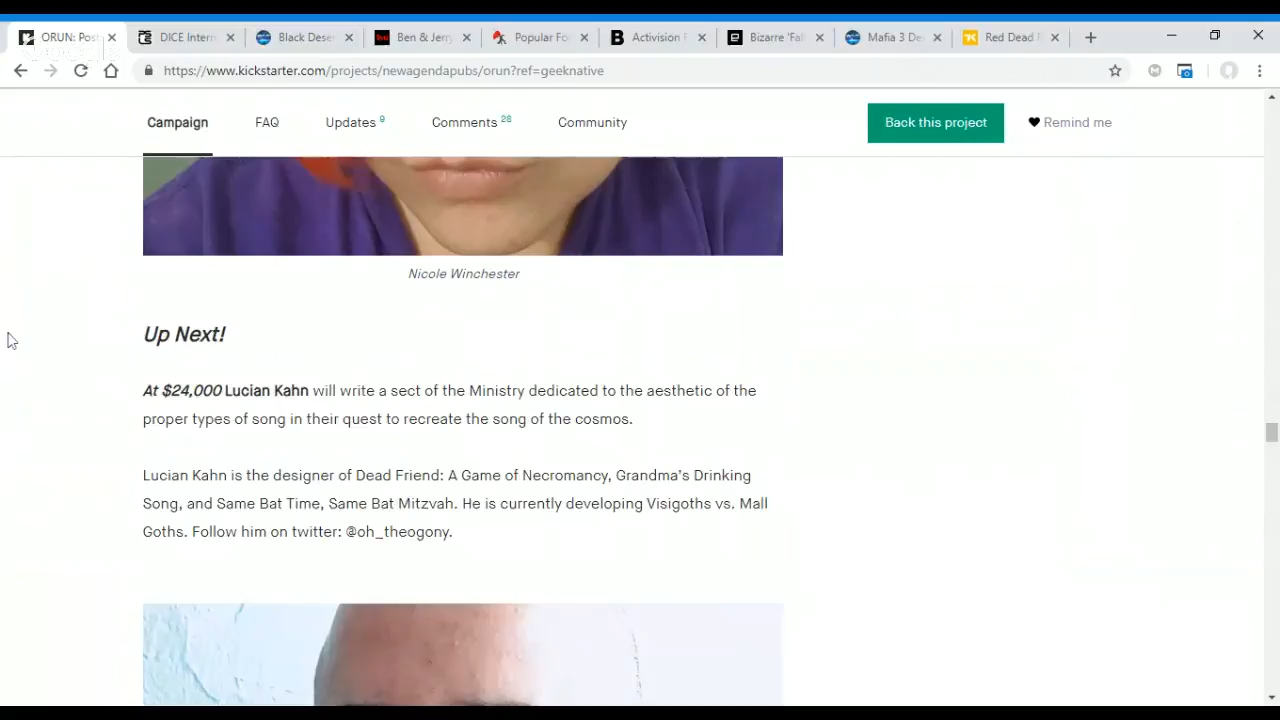 ORUN: Post
DICE Intern
Black Deser
Ben & Jerry
Popular Fo
Activision F
Bizarre 'Fal
Mafia 3 De
Red Dead F
https://www.kickstarter.com/projects/newagendapubs/orun?ref=geeknative
Campaign
FAQ
Updates 9
Comments 28
Community
Back this project
Remind me
Nicole Winchester
Up Next!
At $24,000 Lucian Kahn will write a sect of the Ministry dedicated to the aesthetic of the
proper types of song in their quest to recreate the song of the cosmos.
Lucian Kahn is the designer of Dead Friend: A Game of Necromancy, Grandma's Drinking
Song, and Same Bat Time, Same Bat Mitzvah. He is currently developing Visigoths vs. Mall
Goths. Follow him on twitter: @oh_theogony.